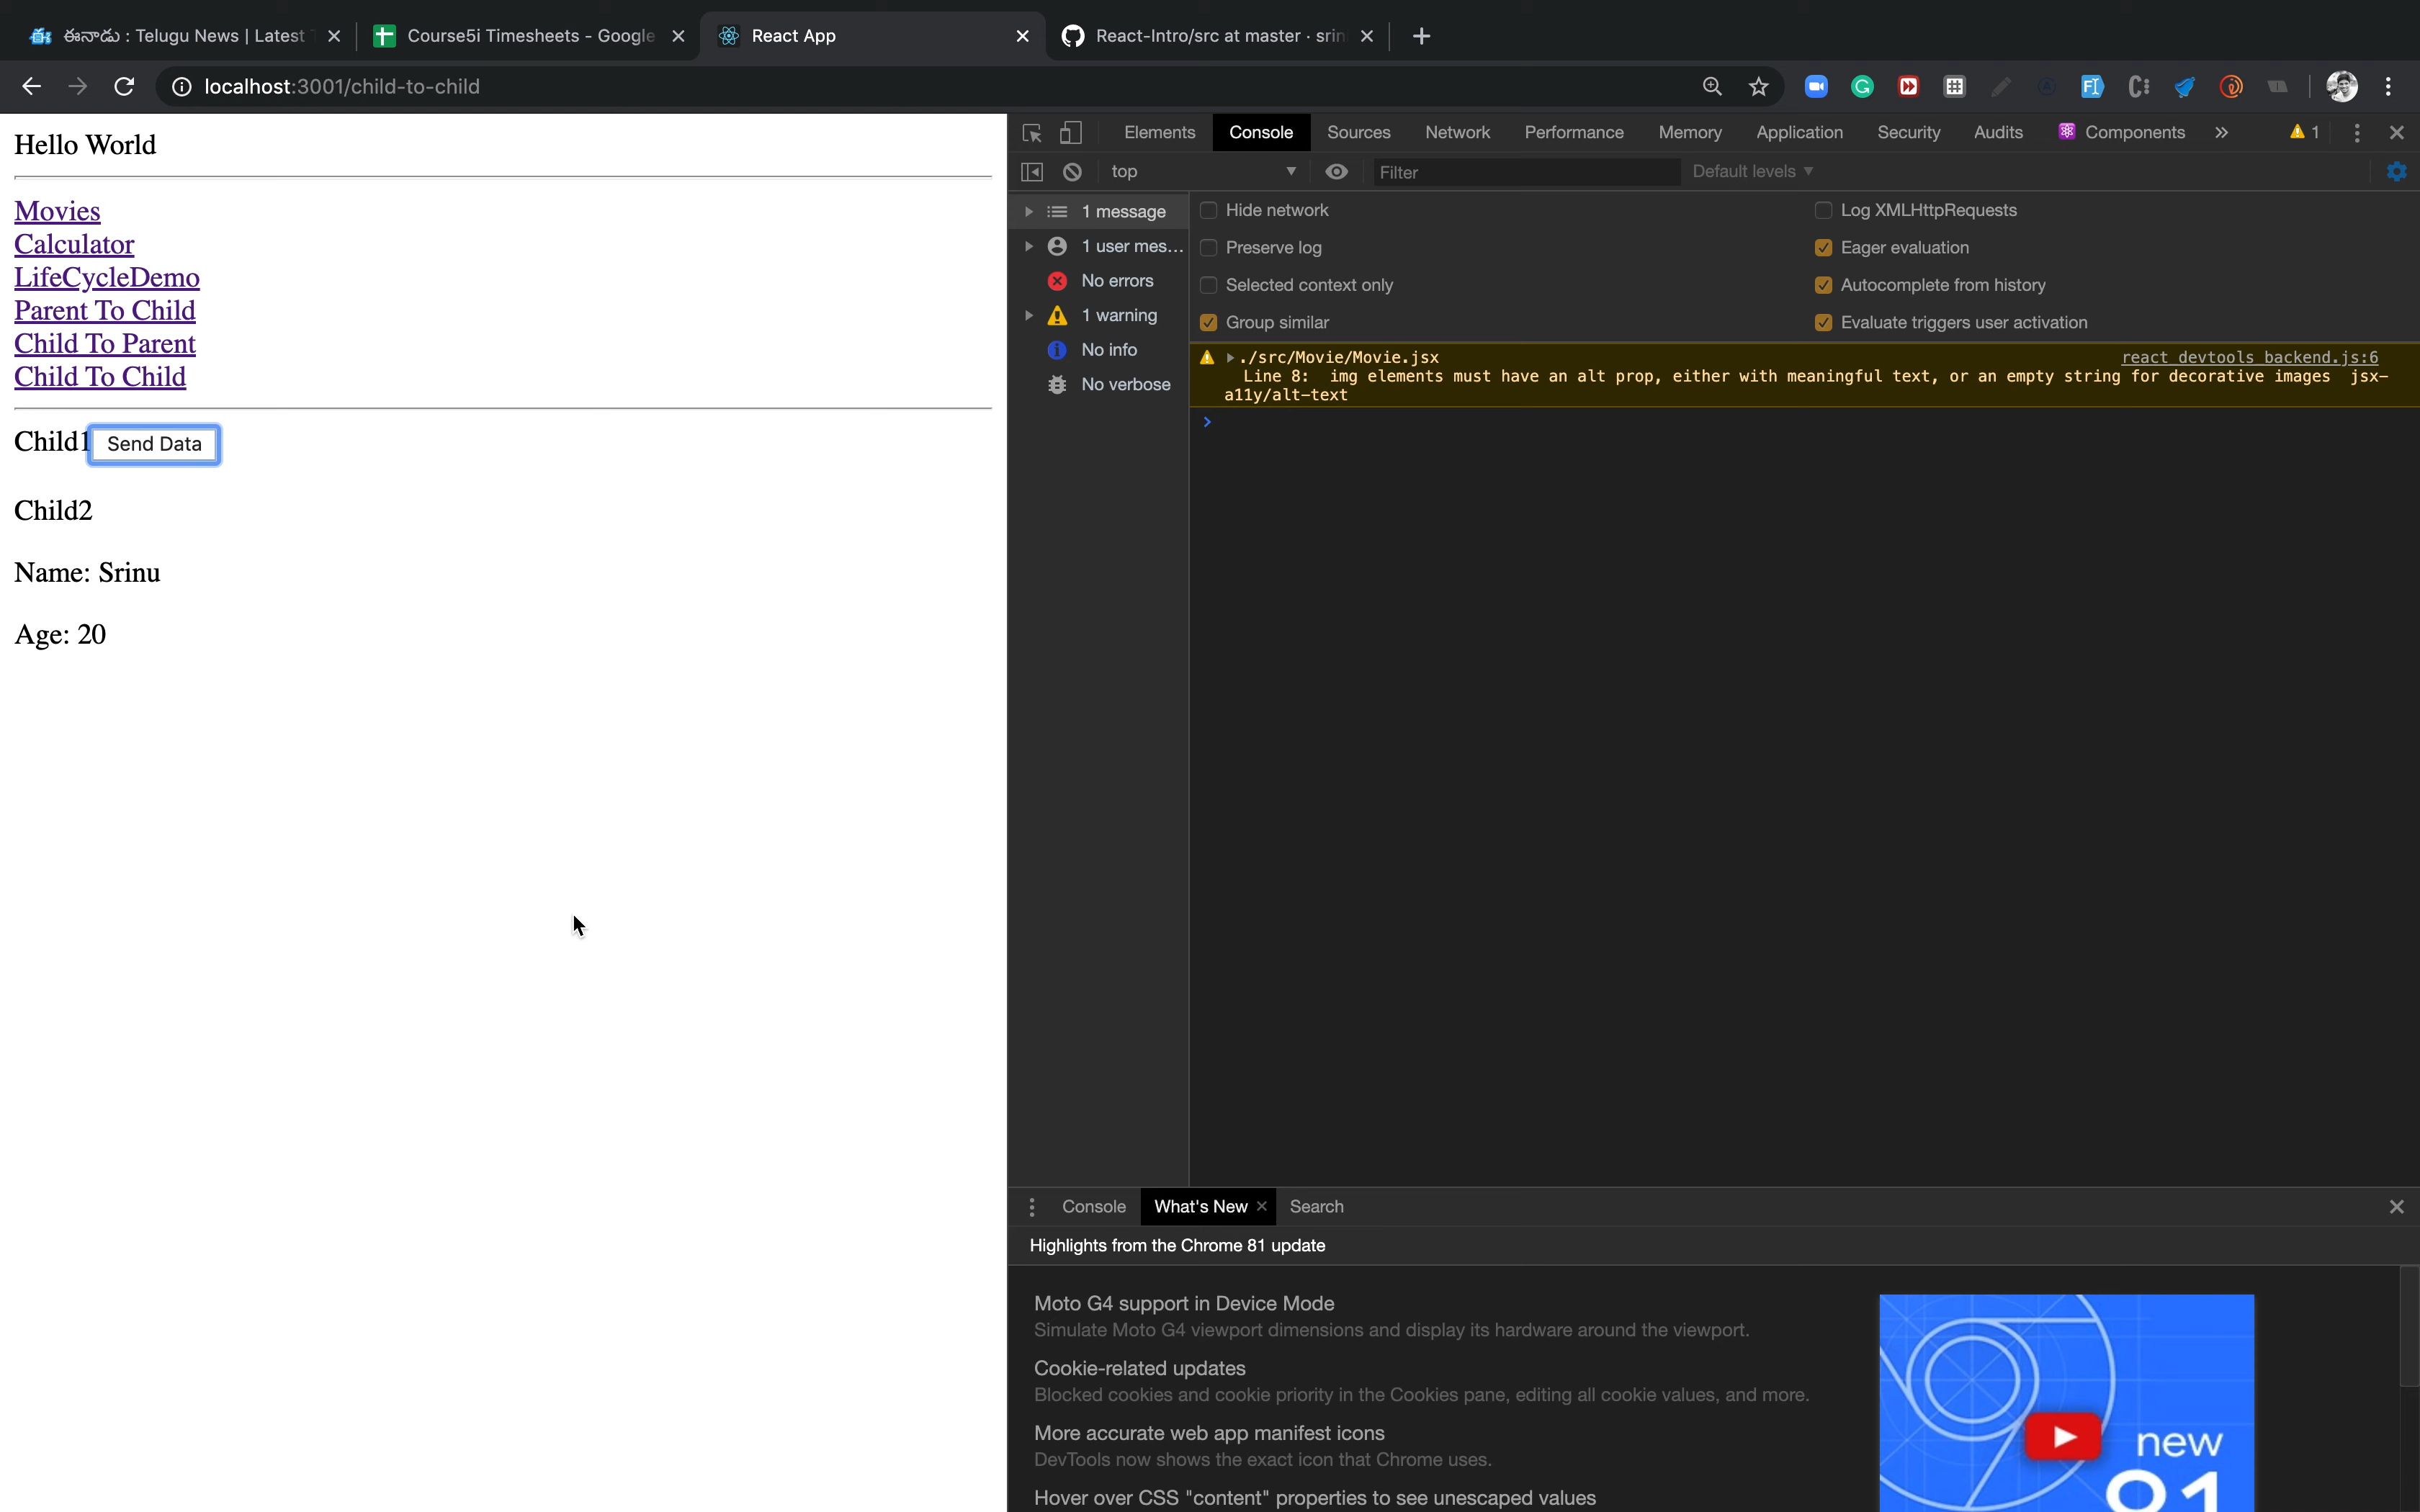 ఈనాడు : Telugu News | Latest
Course5i Timesheets - Google
React App
React-Intro/src at master · srin
localhost:3001/child-to-child
Hello World
Movies
Calculator
LifeCycleDemo
Parent To Child
Child To Parent
Child To Child
Child1 Send Data
Child2
Name: Srinu
Age: 20
Elements Console Sources Network Performance Memory Application Security Audits Components » 1
top Filter Default levels
1 message
1 user mes...
No errors
1 warning
No info
No verbose
Hide network Log XMLHttpRequests
Preserve log Eager evaluation
Selected context only Autocomplete from history
Group similar Evaluate triggers user activation
./src/Movie/Movie.jsx react_devtools_backend.js:6
Line 8: img elements must have an alt prop, either with meaningful text, or an empty string for decorative images jsx-
a11y/alt-text
Console What's New Search
Highlights from the Chrome 81 update
Moto G4 support in Device Mode
Simulate Moto G4 viewport dimensions and display its hardware around the viewport.
Cookie-related updates
Blocked cookies and cookie priority in the Cookies pane, editing all cookie values, and more.
More accurate web app manifest icons
DevTools now shows the exact icon that Chrome uses.
Hover over CSS "content" properties to see unescaped values
new
81